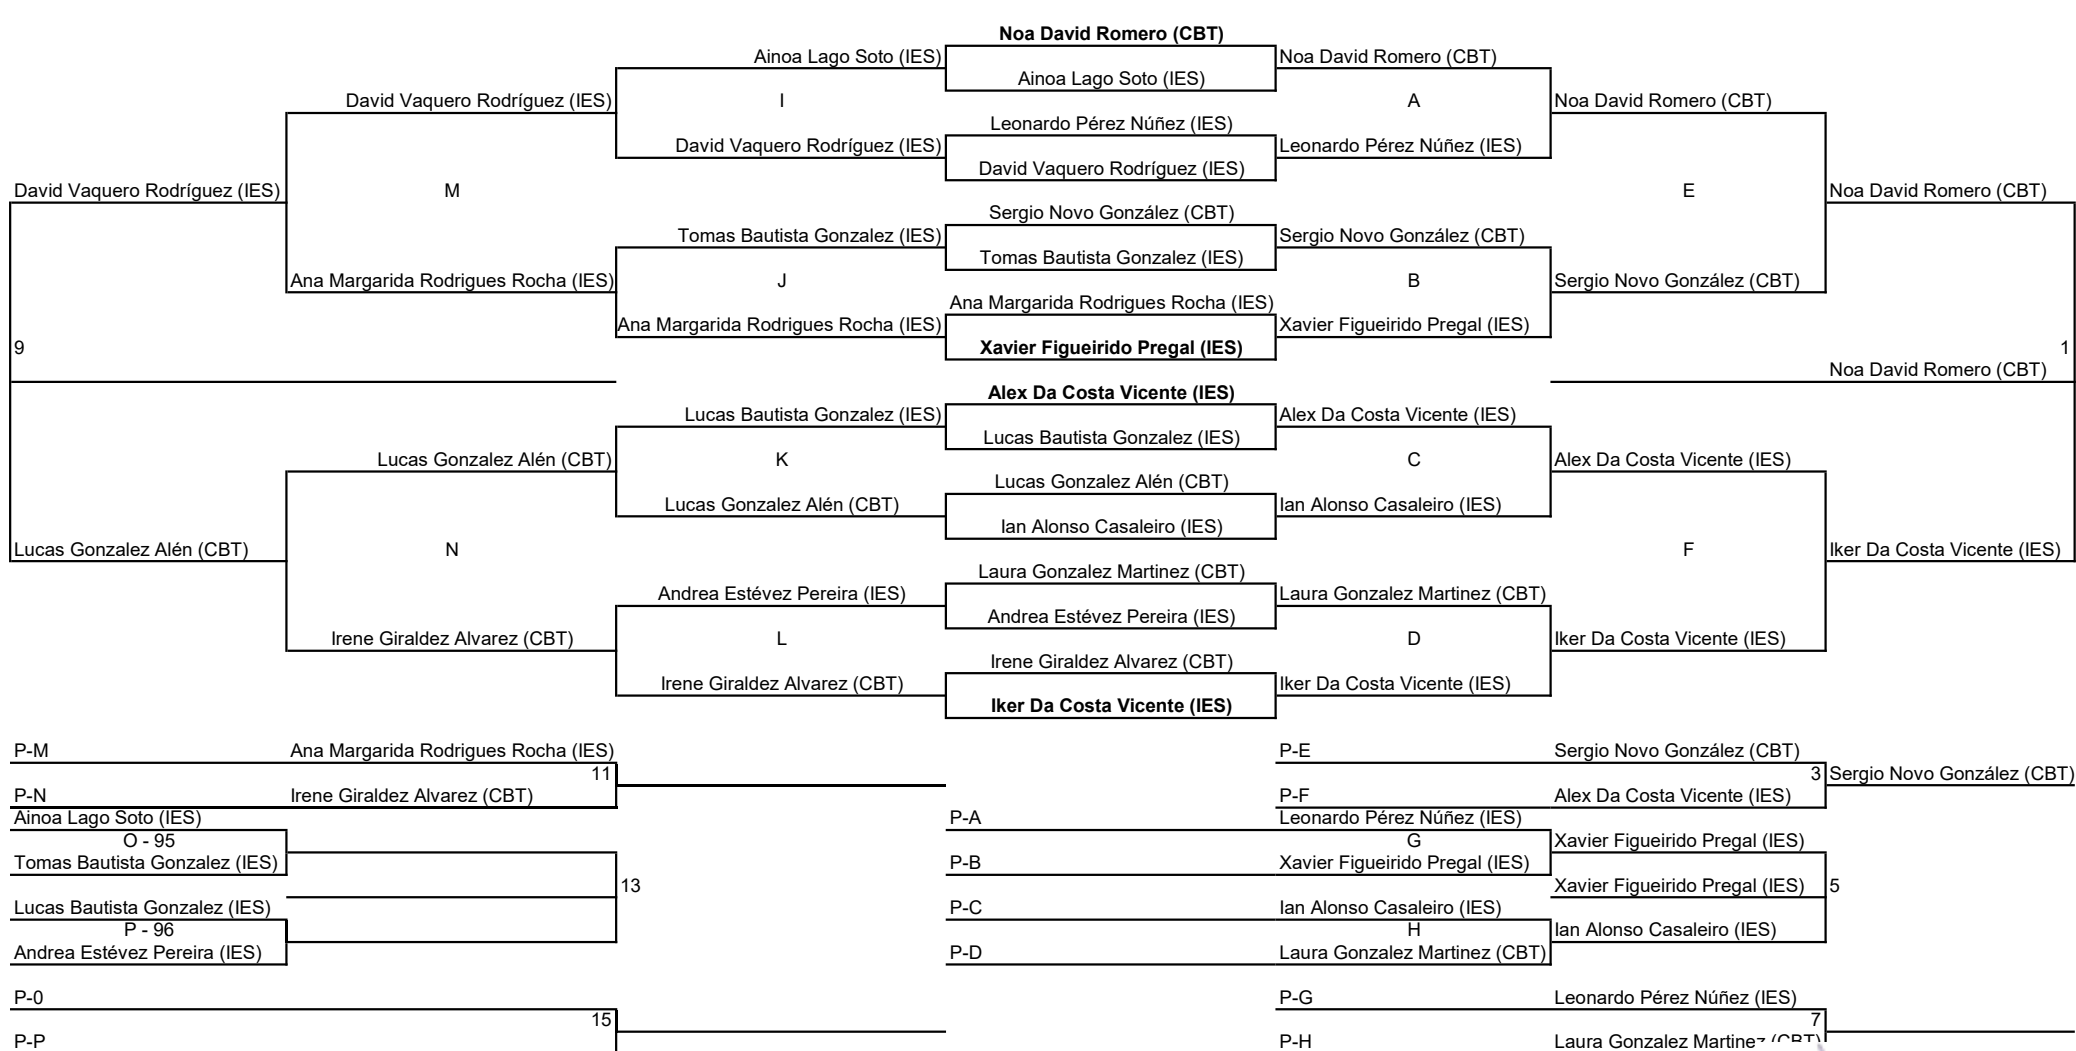 Noa David Romero (CBT)
Ainoa Lago Soto (IES)
Noa David Romero (CBT)
Ainoa Lago Soto (IES)
David Vaquero Rodríguez (IES)
I
A
Noa David Romero (CBT)
Leonardo Pérez Núñez (IES)
David Vaquero Rodríguez (IES)
Leonardo Pérez Núñez (IES)
David Vaquero Rodríguez (IES)
David Vaquero Rodríguez (IES)
M
E
Noa David Romero (CBT)
Sergio Novo González (CBT)
Tomas Bautista Gonzalez (IES)
Sergio Novo González (CBT)
Tomas Bautista Gonzalez (IES)
Ana Margarida Rodrigues Rocha (IES)
J
B
Sergio Novo González (CBT)
Ana Margarida Rodrigues Rocha (IES)
Ana Margarida Rodrigues Rocha (IES)
Xavier Figueirido Pregal (IES)
9
Xavier Figueirido Pregal (IES)
1
Noa David Romero (CBT)
Alex Da Costa Vicente (IES)
Lucas Bautista Gonzalez (IES)
Alex Da Costa Vicente (IES)
Lucas Bautista Gonzalez (IES)
Lucas Gonzalez Alén (CBT)
K
C
Alex Da Costa Vicente (IES)
Lucas Gonzalez Alén (CBT)
Lucas Gonzalez Alén (CBT)
Ian Alonso Casaleiro (IES)
Ian Alonso Casaleiro (IES)
Lucas Gonzalez Alén (CBT)
N
F
Iker Da Costa Vicente (IES)
Laura Gonzalez Martinez (CBT)
Andrea Estévez Pereira (IES)
Laura Gonzalez Martinez (CBT)
Andrea Estévez Pereira (IES)
Irene Giraldez Alvarez (CBT)
L
D
Iker Da Costa Vicente (IES)
Irene Giraldez Alvarez (CBT)
Irene Giraldez Alvarez (CBT)
Iker Da Costa Vicente (IES)
Iker Da Costa Vicente (IES)
P-M
Ana Margarida Rodrigues Rocha (IES)
P-E
Sergio Novo González (CBT)
11
3
Sergio Novo González (CBT)
P-N
Irene Giraldez Alvarez (CBT)
P-F
Alex Da Costa Vicente (IES)
Ainoa Lago Soto (IES)
P-A
Leonardo Pérez Núñez (IES)
O - 95
G
Xavier Figueirido Pregal (IES)
Tomas Bautista Gonzalez (IES)
P-B
Xavier Figueirido Pregal (IES)
13
Xavier Figueirido Pregal (IES)
5
Lucas Bautista Gonzalez (IES)
P-C
Ian Alonso Casaleiro (IES)
P - 96
H
Ian Alonso Casaleiro (IES)
Andrea Estévez Pereira (IES)
P-D
Laura Gonzalez Martinez (CBT)
P-0
P-G
Leonardo Pérez Núñez (IES)
15
7
P-P
P-H
Laura Gonzalez Martinez (CBT)